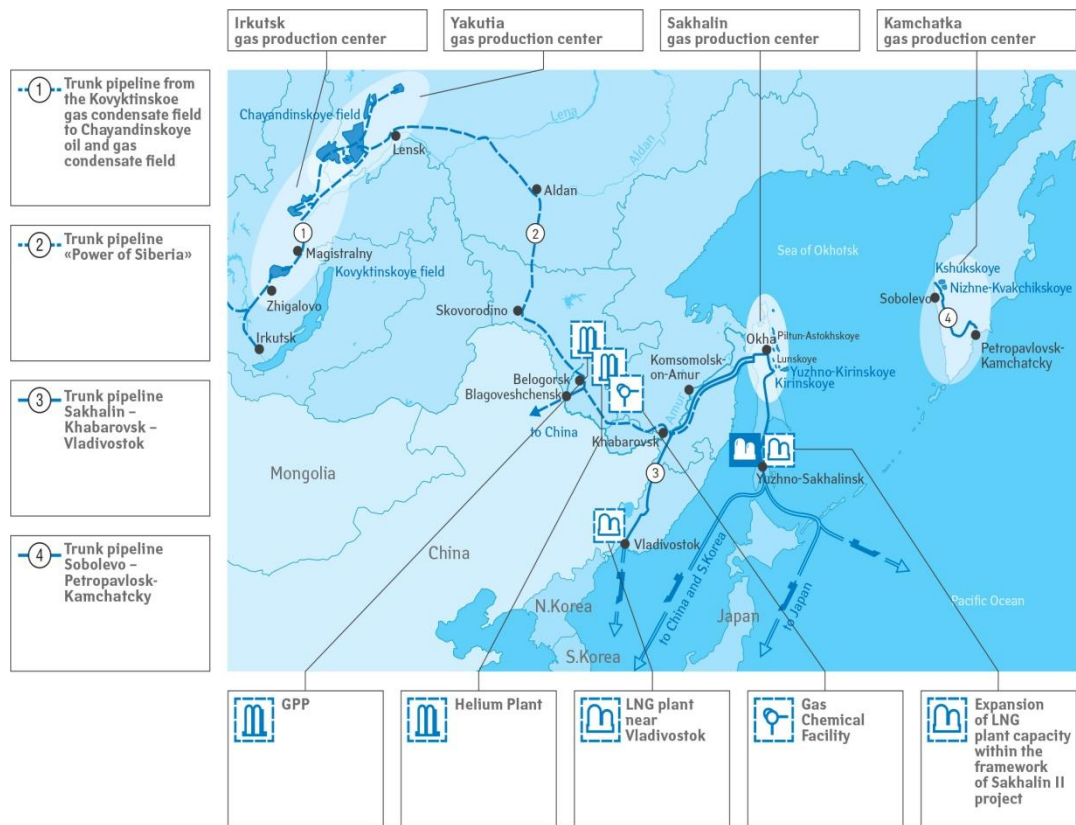 Irkutsk
gas production center
Yakutia
gas production center
Sakhalin
gas production center
Kamchatka
gas production center
1
Trunk pipeline from
the Kovyktinskoe
gas condensate field
to Chayandinskoye
oil and gas
condensate field
2
Trunk pipeline
«Power of Siberia»
3
Trunk pipeline
Sakhalin –
Khabarovsk –
Vladivostok
4
Trunk pipeline
Sobolevo –
Petropavlosk-
Kamchatcky
Chayandinskoye field
Lensk
Lena
Aldan
Aldan
2
1
Magistralny
Kovyktinskoye field
Zhigalovo
Irkutsk
Skovorodino
Sea of Okhotsk
Kshukskoye
Nizhne-Kvakchikskoye
Sobolevo
4
Petropavlovsk-
Kamchatcky
Okha
Piltun-Astokhskoye
Lunskoye
Yuzhno-Kirinskoye
Kirinskoye
Komsomolsk-
on-Amur
Amur
Belogorsk
Blagoveshchensk
to China
Khabarovsk
3
Yuzhno-Sakhalinsk
Mongolia
China
Vladivostok
N.Korea
S.Korea
Japan
to China and S.Korea
to Japan
Pacific Ocean
GPP
Helium Plant
LNG plant
near
Vladivostok
Gas
Chemical
Facility
Expansion
of LNG
plant capacity
within the
framework
of Sakhalin II
project